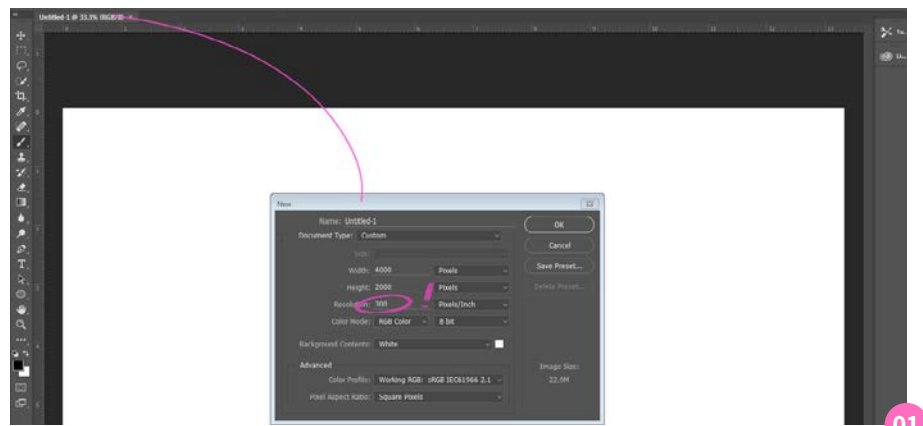 Untitled-1 @ 33.3% (RGB/8)
New
Name: Untitled-1
Document Type: Custom
Size:
Width: 4000 Pixels
Height: 2000 Pixels
Resolution: 300 Pixels/Inch
!
Color Mode: RGB Color 8 bit
Background Contents: White
Advanced
Color Profile: Working RGB: sRGB IEC61966 2.1
Pixel Aspect Ratio: Square Pixels
OK
Cancel
Save Preset...
Delete Preset...
Image Size:
22.9M
01